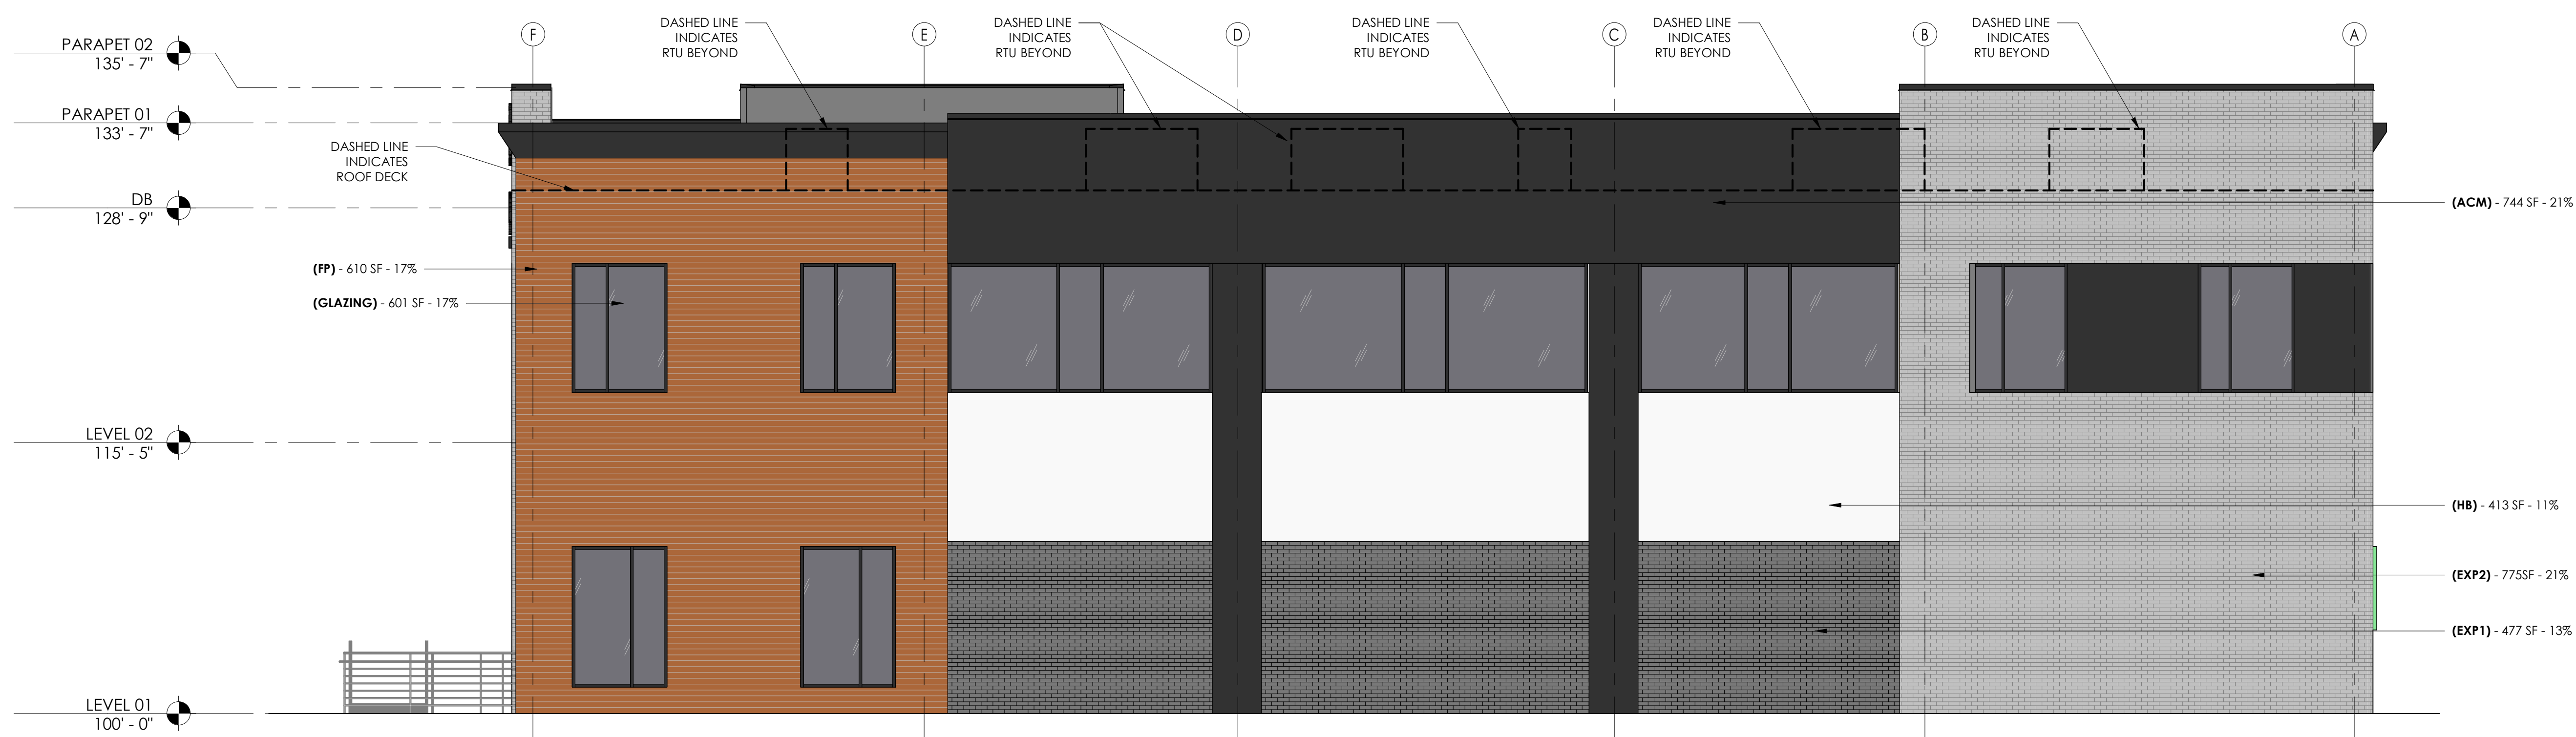 F
E
D
C
B
A
DASHED LINE
INDICATES
RTU BEYOND
DASHED LINE
INDICATES
RTU BEYOND
DASHED LINE
INDICATES
RTU BEYOND
DASHED LINE
INDICATES
RTU BEYOND
DASHED LINE
INDICATES
RTU BEYOND
PARAPET 02
135' - 7"
PARAPET 01
133' - 7"
DASHED LINE
INDICATES
ROOF DECK
DB
128' - 9"
(FP) - 610 SF - 17%
(GLAZING) - 601 SF - 17%
LEVEL 02
115' - 5"
LEVEL 01
100' - 0"
(ACM) - 744 SF - 21%
(HB) - 413 SF - 11%
(EXP2) - 775SF - 21%
(EXP1) - 477 SF - 13%